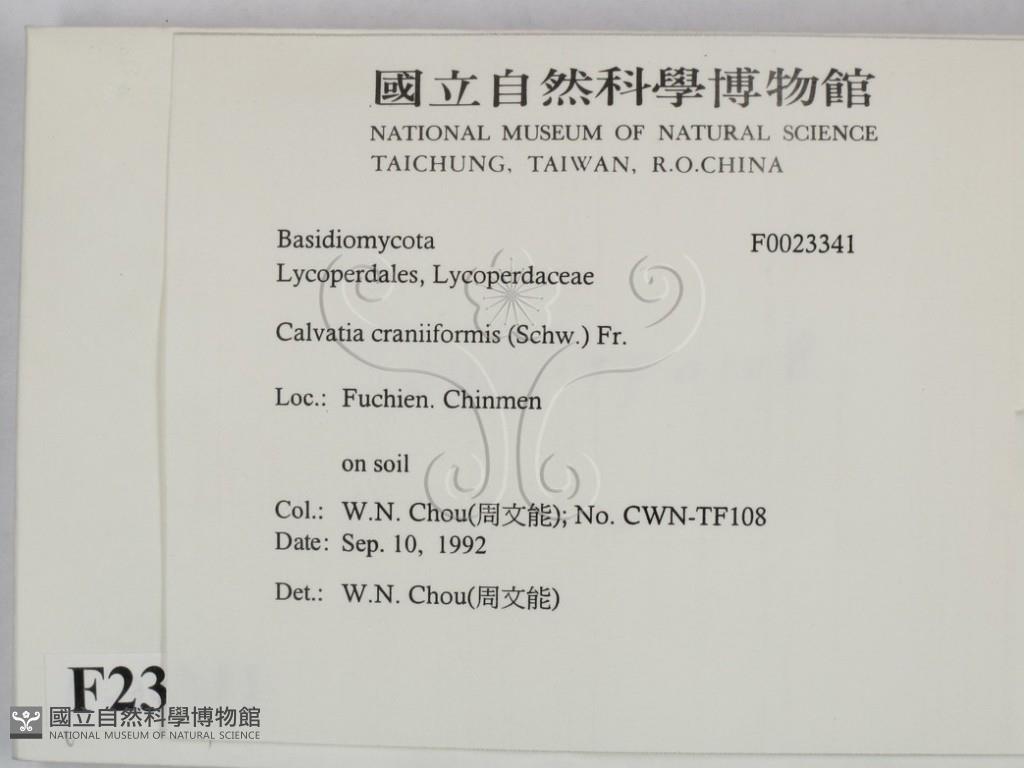 國立自然科學博物館
NATIONAL MUSEUM OF NATURAL SCIENCE
TAICHUNG, TAIWAN, R.O.CHINA
Basidiomycota F0023341
Lycoperdales, Lycoperdaceae
Calvatia craniiformis (Schw.) Fr.
Loc.: Fuchien. Chinmen
on soil
Col.: W.N. Chou(周文能); No. CWN-TF108
Date: Sep. 10, 1992
Det.: W.N. Chou(周文能)
F23
國立自然科學博物館
NATIONAL MUSEUM OF NATURAL SCIENCE